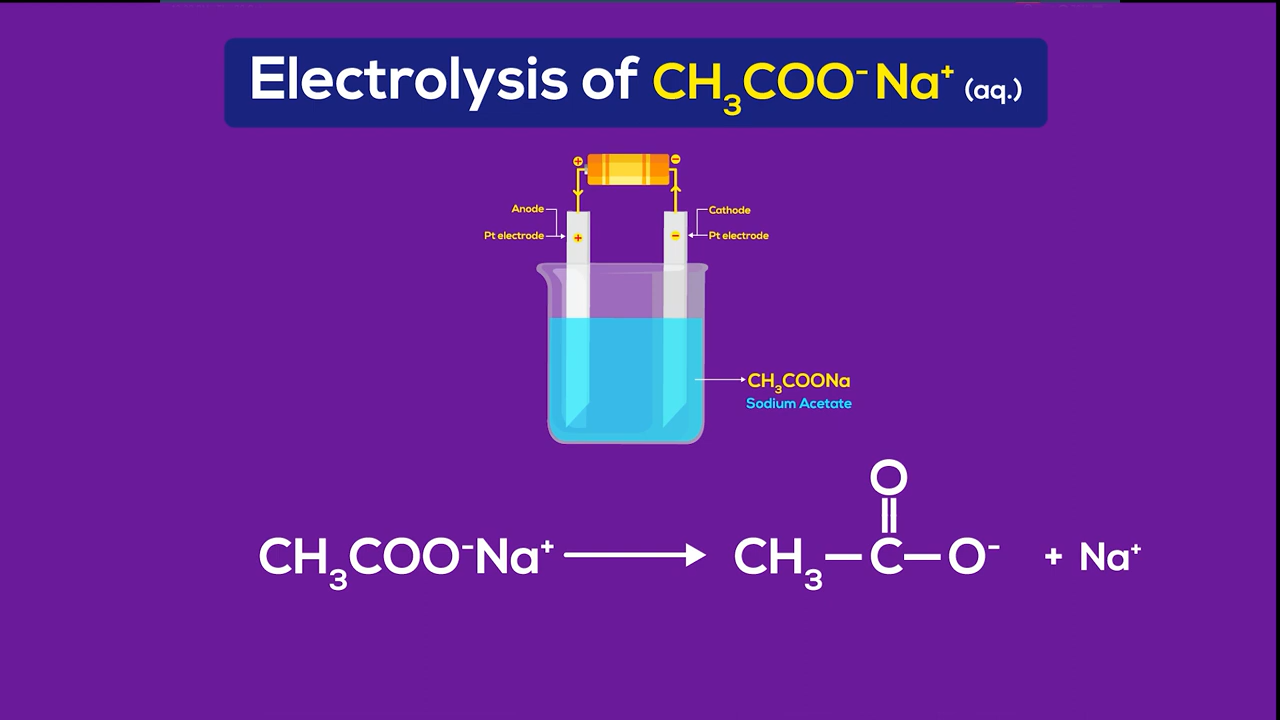 Electrolysis of CH₃COO⁻ Na⁺ (aq.)
+ −
Anode
Cathode
Pt electrode + − Pt electrode
CH₃COONa
Sodium Acetate
O
CH₃COO⁻Na⁺ ⟶ CH₃—C—O⁻ + Na⁺